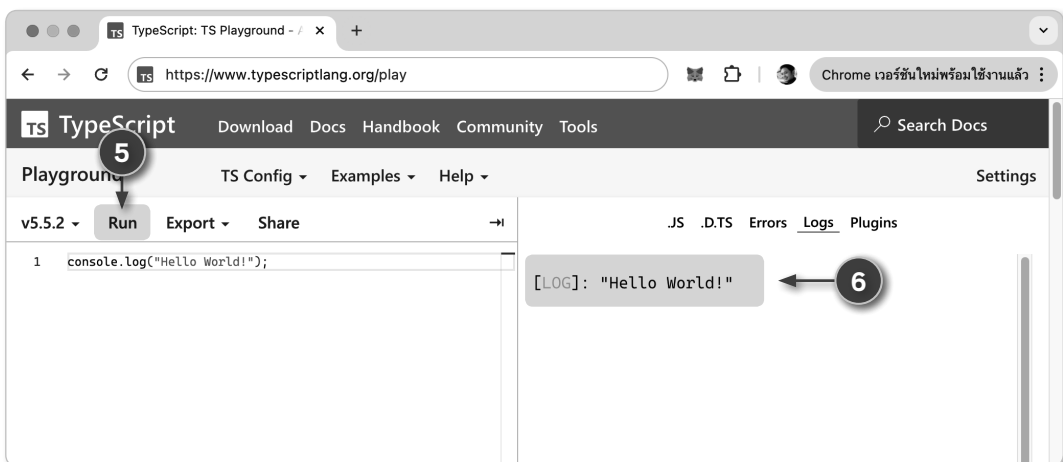 TS TypeScript: TS Playground - A × +
TS https://www.typescriptlang.org/play Chrome เวอร์ชันใหม่พร้อมใช้งานแล้ว
TS TypeScript Download Docs Handbook Community Tools Search Docs
5
Playground TS Config Examples Help Settings
v5.5.2 Run Export Share .JS .D.TS Errors Logs Plugins
1 console.log("Hello World!");
[LOG]: "Hello World!" 6